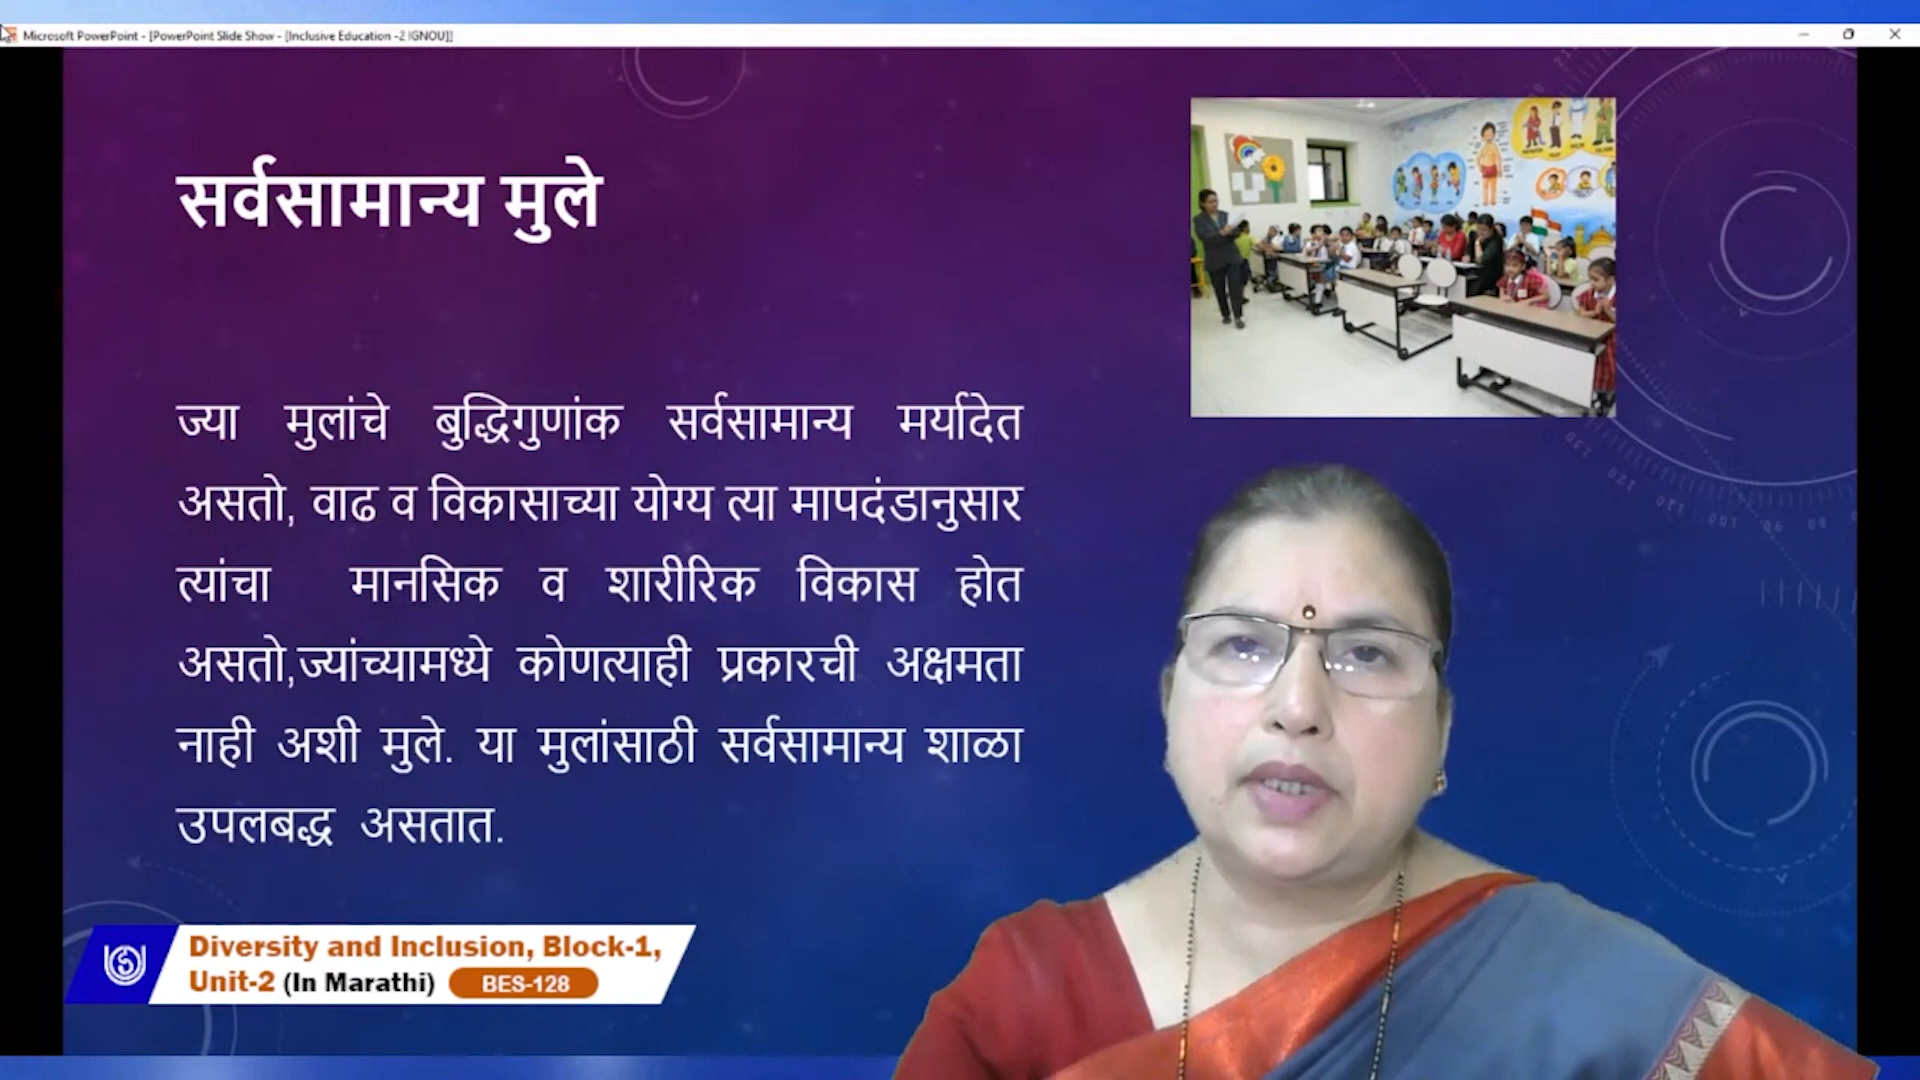 Microsoft PowerPoint - [PowerPoint Slide Show - [Inclusive Education -2 IGNOU]]
सर्वसामान्य मुले
ज्या मुलांचे बुद्धिगुणांक सर्वसामान्य मर्यादेत
असतो, वाढ व विकासाच्या योग्य त्या मापदंडानुसार
त्यांचा मानसिक व शारीरिक विकास होत
असतो,ज्यांच्यामध्ये कोणत्याही प्रकारची अक्षमता
नाही अशी मुले. या मुलांसाठी सर्वसामान्य शाळा
उपलबद्ध असतात.
Diversity and Inclusion, Block-1,
Unit-2 (In Marathi) BES-128